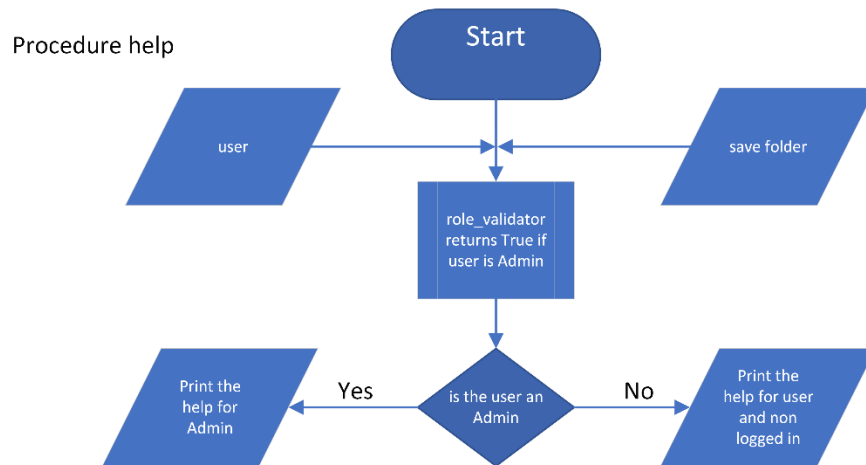 Start
Procedure help
user
save folder
role_validator
returns True if
user is Admin
Yes
No
Print the
help for
Admin
is the user an
Admin
Print the
help for user
and non
logged in